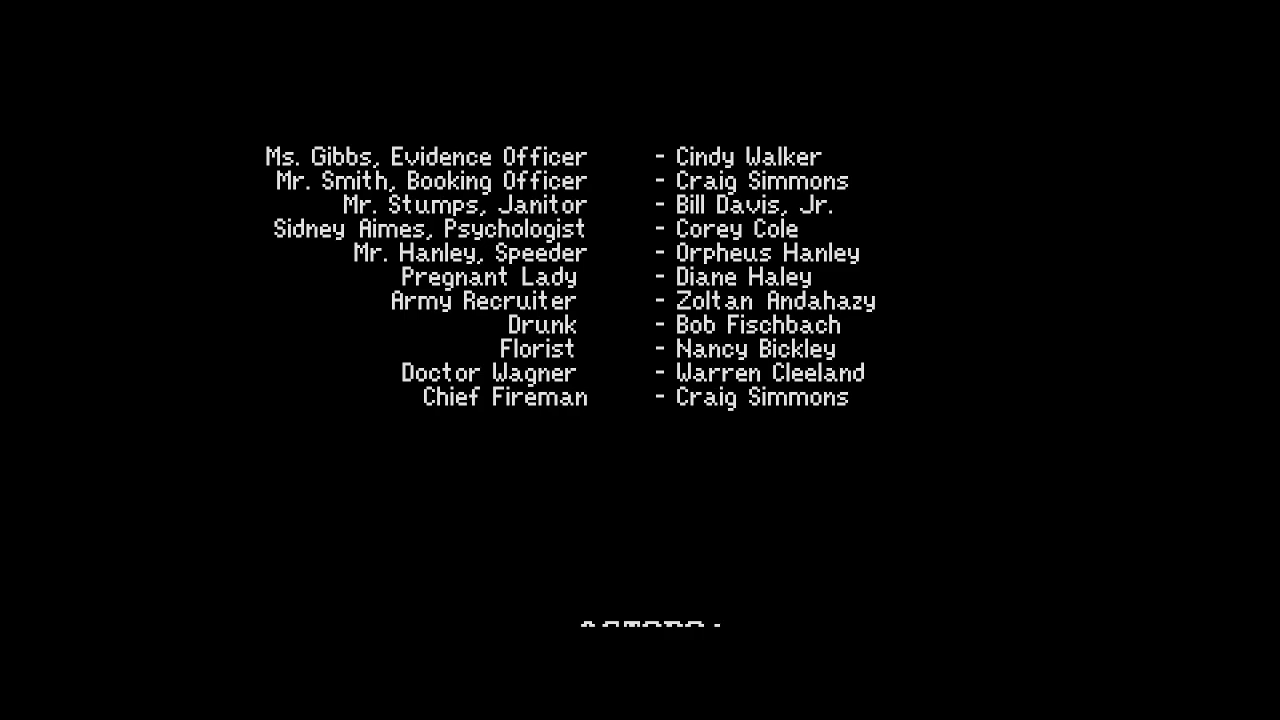 Ms. Gibbs, Evidence Officer - Cindy Walker
Mr. Smith, Booking Officer - Craig Simmons
Mr. Stumps, Janitor - Bill Davis, Jr.
Sidney Aimes, Psychologist - Corey Cole
Mr. Hanley, Speeder - Orpheus Hanley
Pregnant Lady - Diane Haley
Army Recruiter - Zoltan Andahazy
Drunk - Bob Fischbach
Florist - Nancy Bickley
Doctor Wagner - Warren Cleeland
Chief Fireman - Craig Simmons